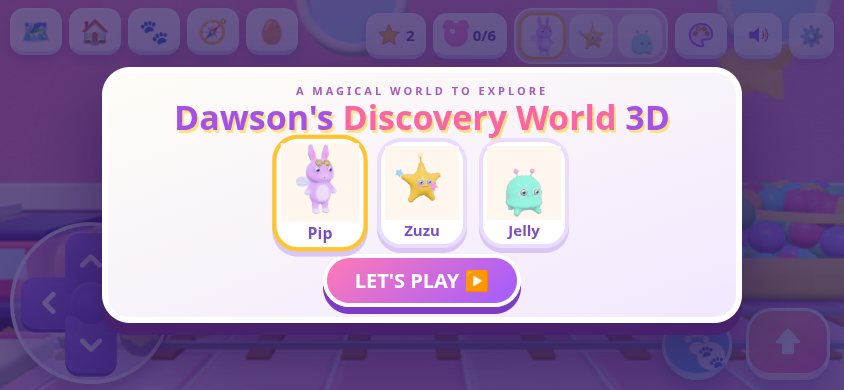 2
0/6
A MAGICAL WORLD TO EXPLORE
Dawson's Discovery World 3D
Pip
Zuzu
Jelly
LET'S PLAY